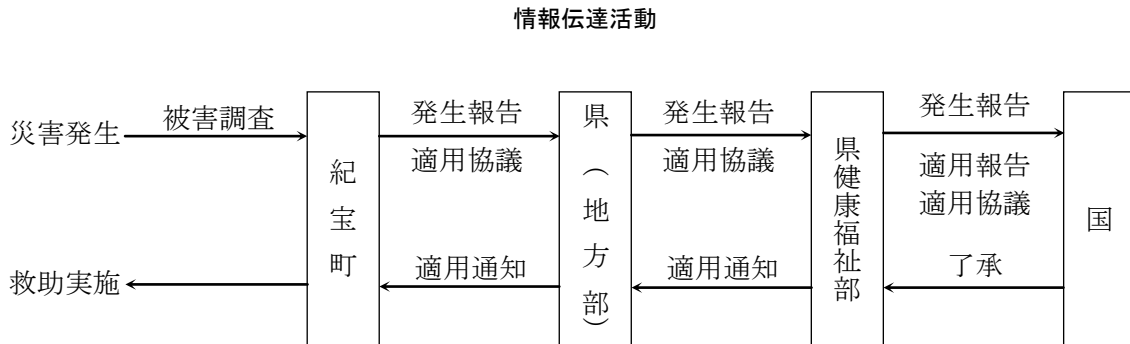 情報伝達活動
災害発生
被害調査
紀宝町
発生報告
適用協議
県（地方部）
発生報告
適用協議
県健康福祉部
発生報告
適用報告
適用協議
国
救助実施
適用通知
適用通知
了承